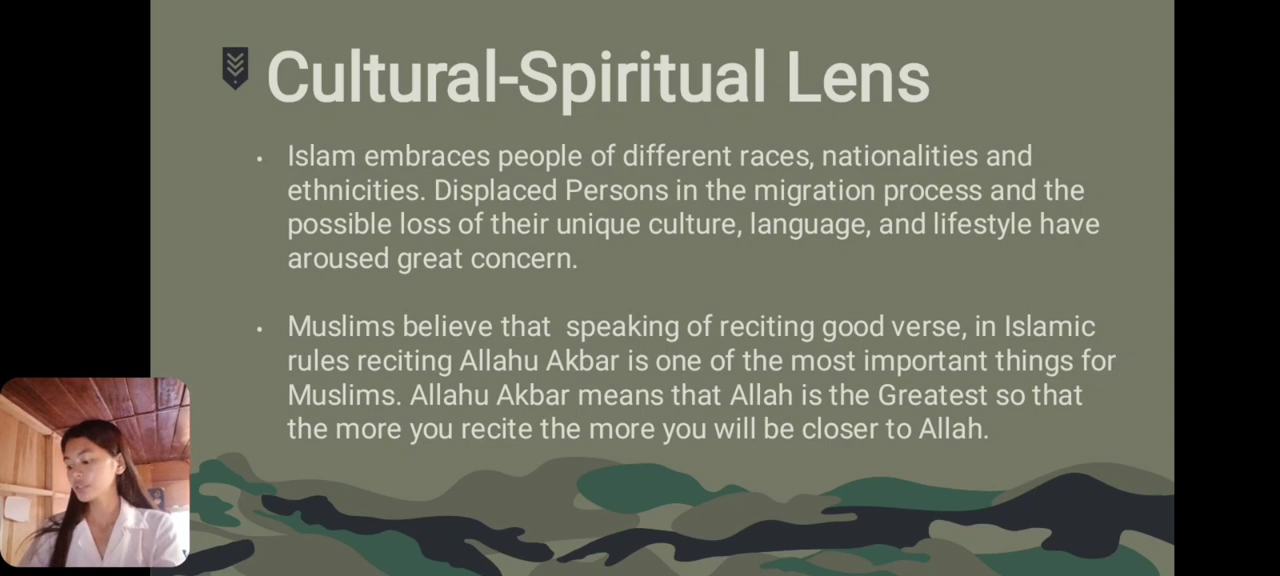 Cultural-Spiritual Lens
• Islam embraces people of different races, nationalities and
ethnicities. Displaced Persons in the migration process and the
possible loss of their unique culture, language, and lifestyle have
aroused great concern.
• Muslims believe that  speaking of reciting good verse, in Islamic
rules reciting Allahu Akbar is one of the most important things for
Muslims. Allahu Akbar means that Allah is the Greatest so that
the more you recite the more you will be closer to Allah.